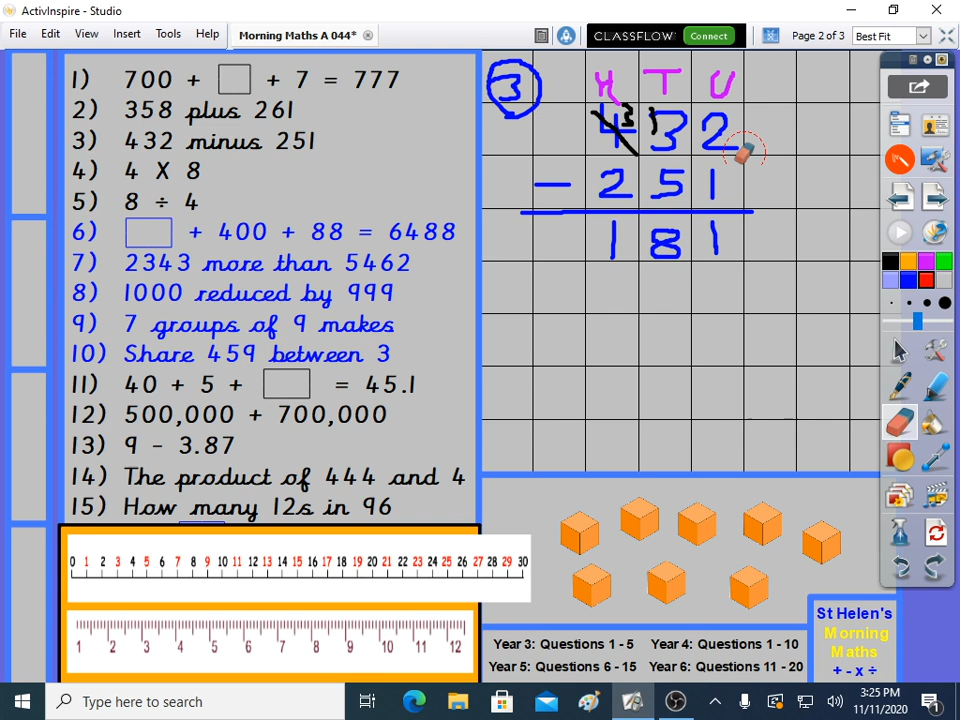 ActivInspire - Studio
File Edit View Insert Tools Help Morning Maths A 044* CLASSFLOW Connect Page 2 of 3 Best Fit
1) 700 + + 7 = 777
2) 358 plus 261
3) 432 minus 251
4) 4 X 8
5) 8 ÷ 4
6) + 400 + 88 = 6488
7) 2343 more than 5462
8) 1000 reduced by 999
9) 7 groups of 9 makes
10) Share 459 between 3
11) 40 + 5 + = 45.1
12) 500,000 + 700,000
13) 9 - 3.87
14) The product of 444 and 4
15) How many 12s in 96
3
H T U
4 3 1 3 2
- 2 5 1
1 8 1
0 1 2 3 4 5 6 7 8 9 10 11 12 13 14 15 16 17 18 19 20 21 22 23 24 25 26 27 28 29 30
1 2 3 4 5 6 7 8 9 10 11 12
Year 3: Questions 1 - 5 Year 4: Questions 1 - 10
Year 5: Questions 6 - 15 Year 6: Questions 11 - 20
St Helen's
Morning
Maths
+ - x ÷
Type here to search
3:25 PM
11/11/2020
1